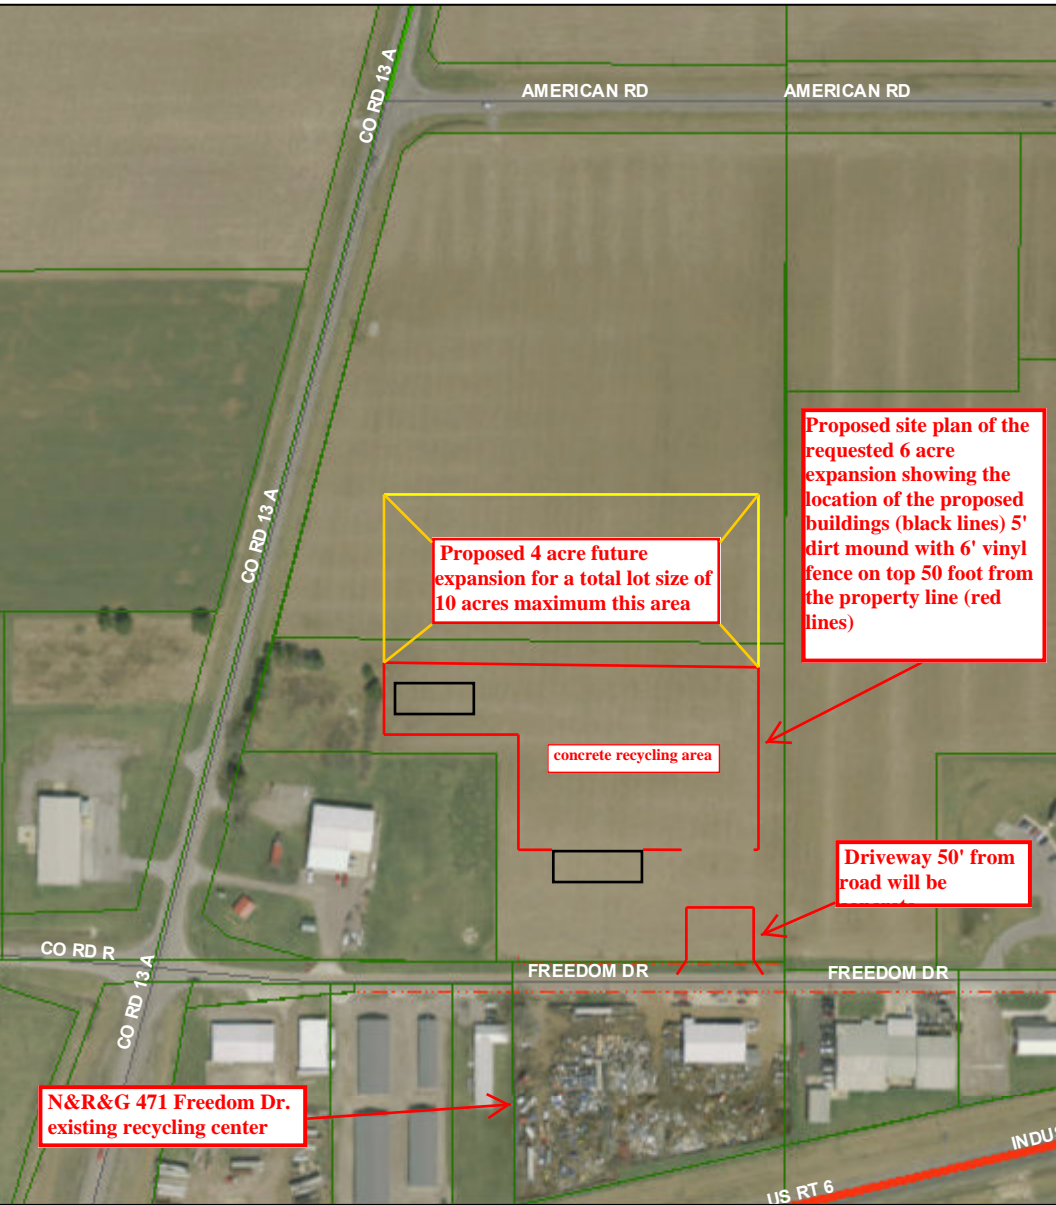 CO RD 13 A
AMERICAN RD
AMERICAN RD
Proposed site plan of the
requested 6 acre
expansion showing the
location of the proposed
buildings (black lines) 5'
dirt mound with 6' vinyl
fence on top 50 foot from
the property line (red
lines)
CO RD 13 A
Proposed 4 acre future
expansion for a total lot size of
10 acres maximum this area
concrete recycling area
Driveway 50' from
road will be
CO RD R
CO RD 13 A
FREEDOM DR
FREEDOM DR
N&R&G 471 Freedom Dr.
existing recycling center
US RT 6
INDUS